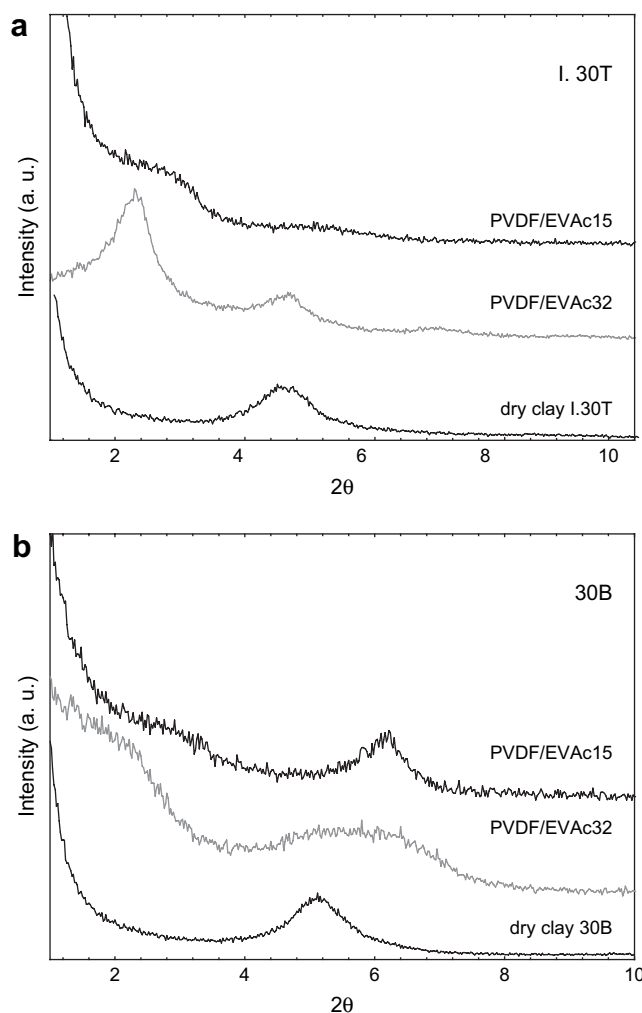 a
I. 30T
PVDF/EVAc15
PVDF/EVAc32
dry clay I.30T
Intensity (a. u.)
2 4 6 8 10
2θ
b
30B
PVDF/EVAc15
PVDF/EVAc32
dry clay 30B
Intensity (a. u.)
2 4 6 8 10
2θ